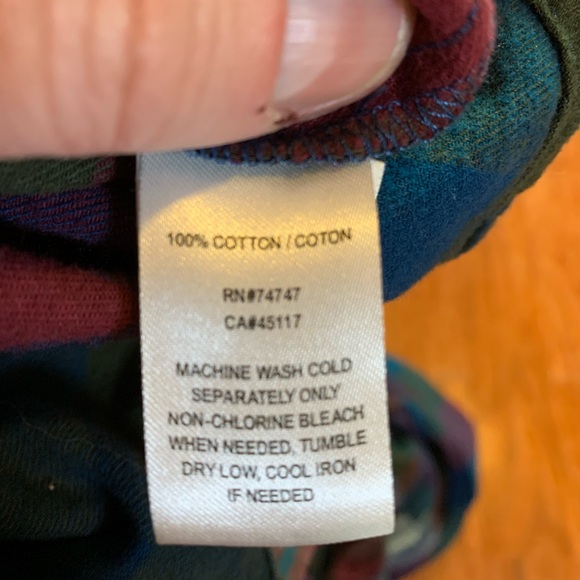 100% COTTON / COTON
RN#74747
CA#45117
MACHINE WASH COLD
SEPARATELY ONLY
NON-CHLORINE BLEACH
WHEN NEEDED, TUMBLE
DRY LOW, COOL IRON
IF NEEDED